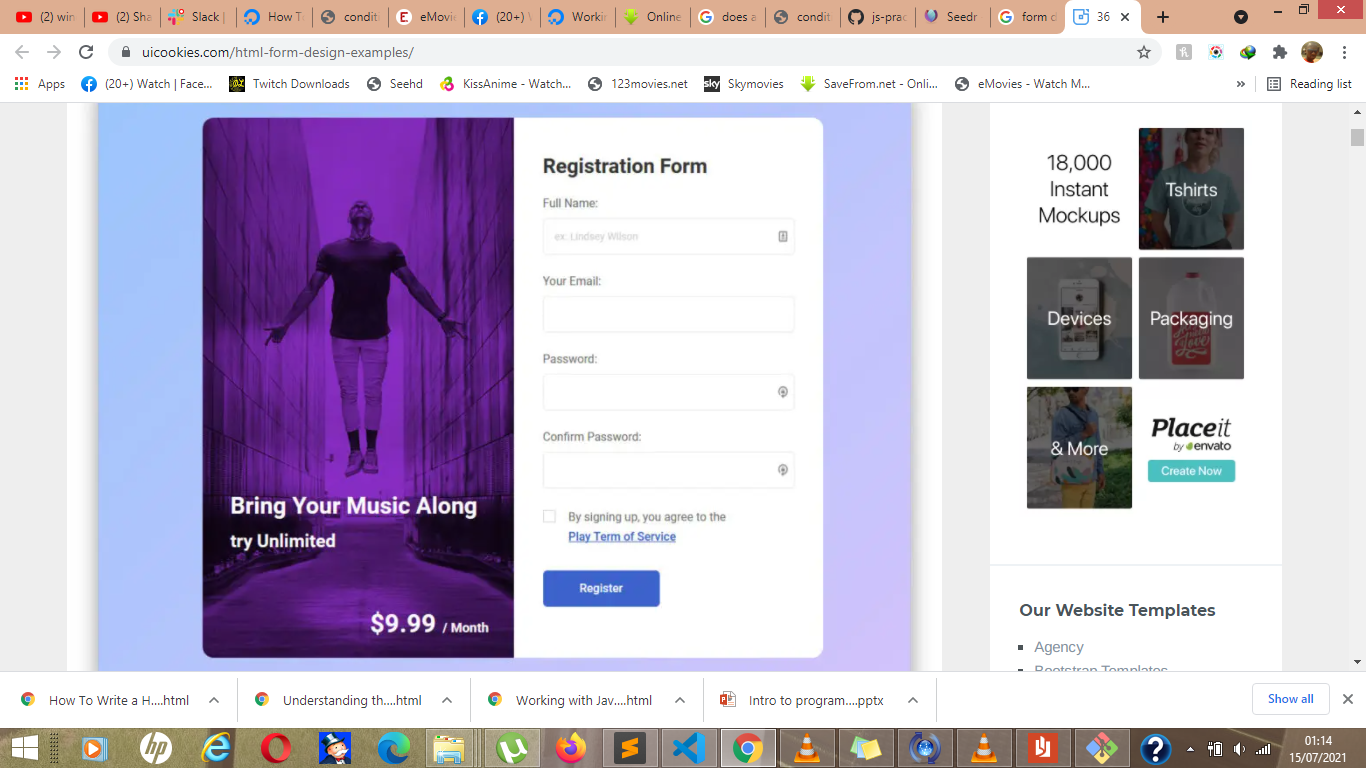 (2) win
(2) Sha
Slack |
How T
condit
eMovie
(20+) W
Workin
Online
does a
condit
js-prac
Seedr
form d
36
uicookies.com/html-form-design-examples/
Apps
(20+) Watch | Face...
Twitch Downloads
Seehd
KissAnime - Watch...
123movies.net
sky
Skymovies
SaveFrom.net - Onli...
eMovies - Watch M...
»
Reading list
Registration Form
Full Name:
ex: Lindsey Wilson
Your Email:
Password:
Confirm Password:
By signing up, you agree to the
Play Term of Service
Register
Bring Your Music Along
try Unlimited
$9.99 / Month
18,000
Instant
Mockups
Tshirts
Devices
Packaging
& More
Placeit
by envato
Create Now
Our Website Templates
Agency
Bootstrap Templates
How To Write a H....html
Understanding th....html
Working with Jav....html
Intro to program....pptx
Show all
hp
01:14
15/07/2021